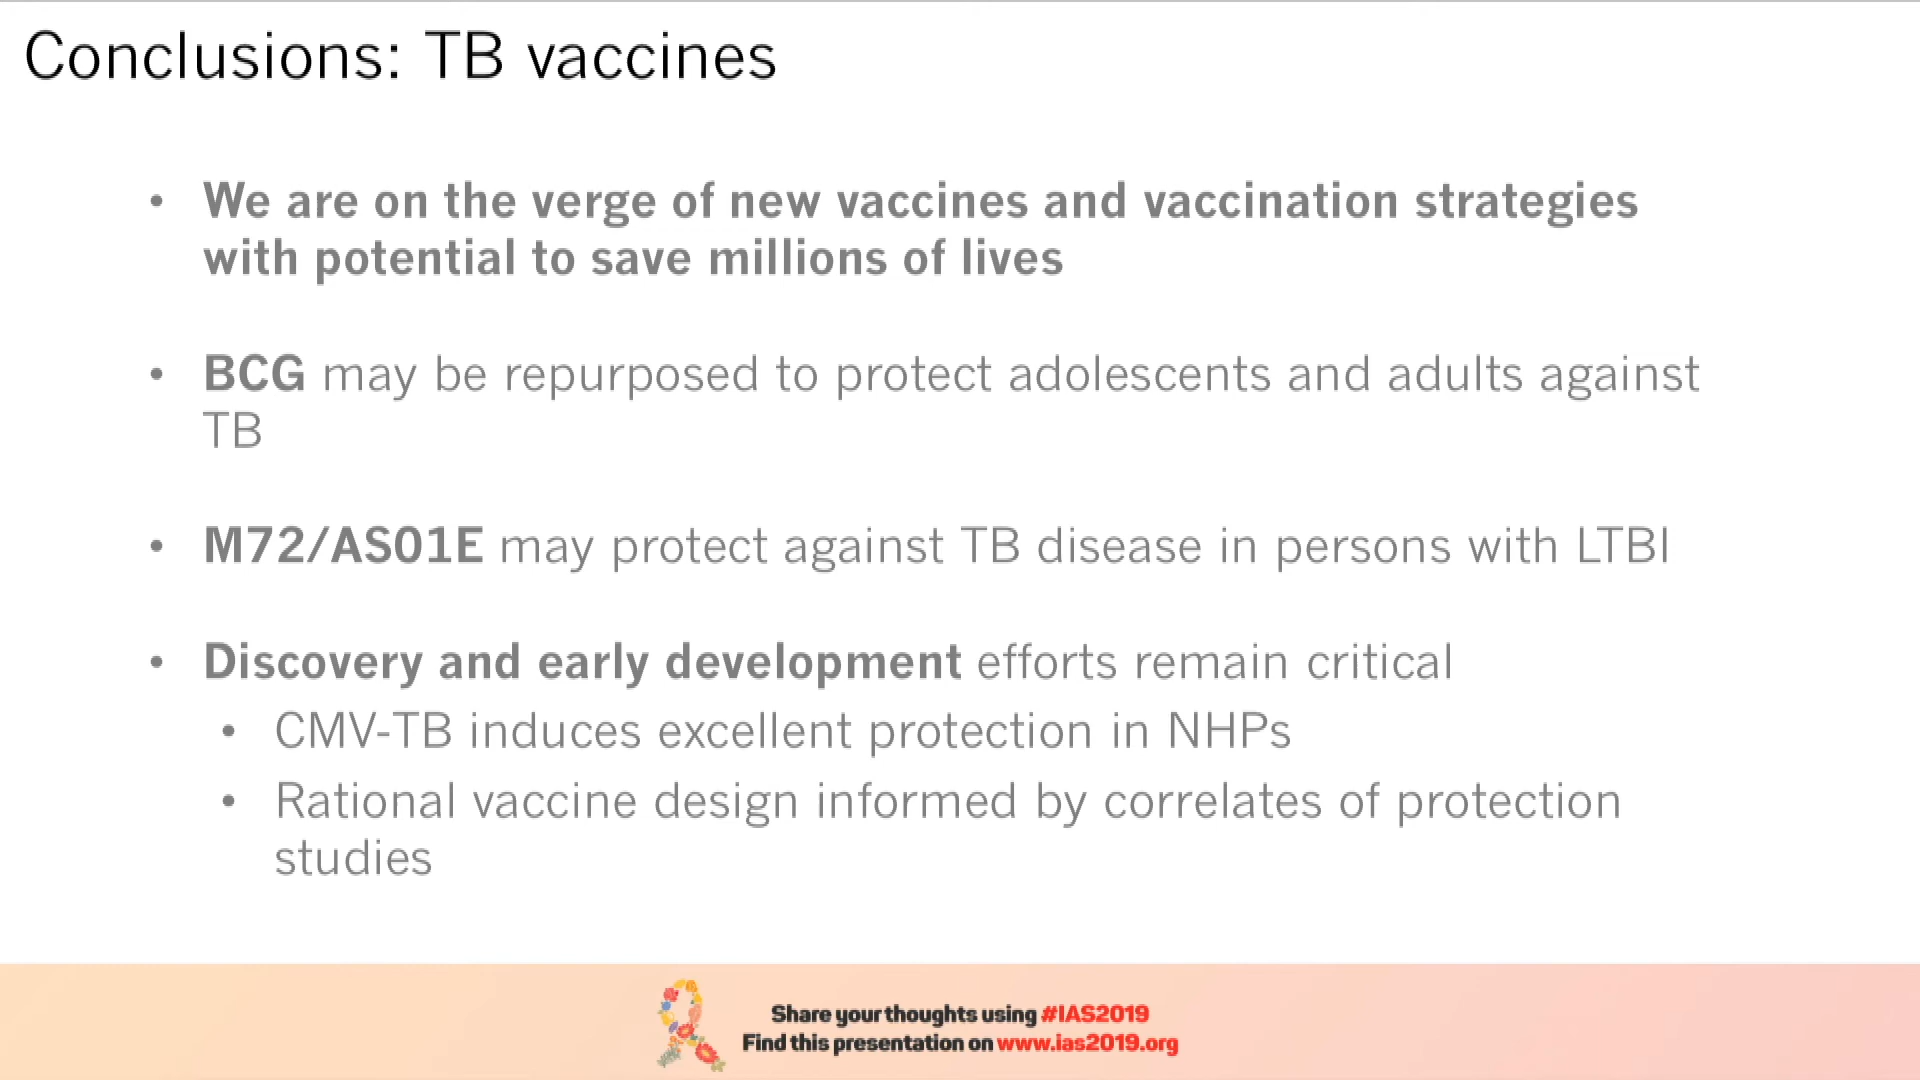 Conclusions: TB vaccines
• We are on the verge of new vaccines and vaccination strategies
with potential to save millions of lives
• BCG may be repurposed to protect adolescents and adults against
TB
• M72/AS01E may protect against TB disease in persons with LTBI
• Discovery and early development efforts remain critical
• CMV-TB induces excellent protection in NHPs
• Rational vaccine design informed by correlates of protection
studies
Share your thoughts using #IAS2019
Find this presentation on www.ias2019.org